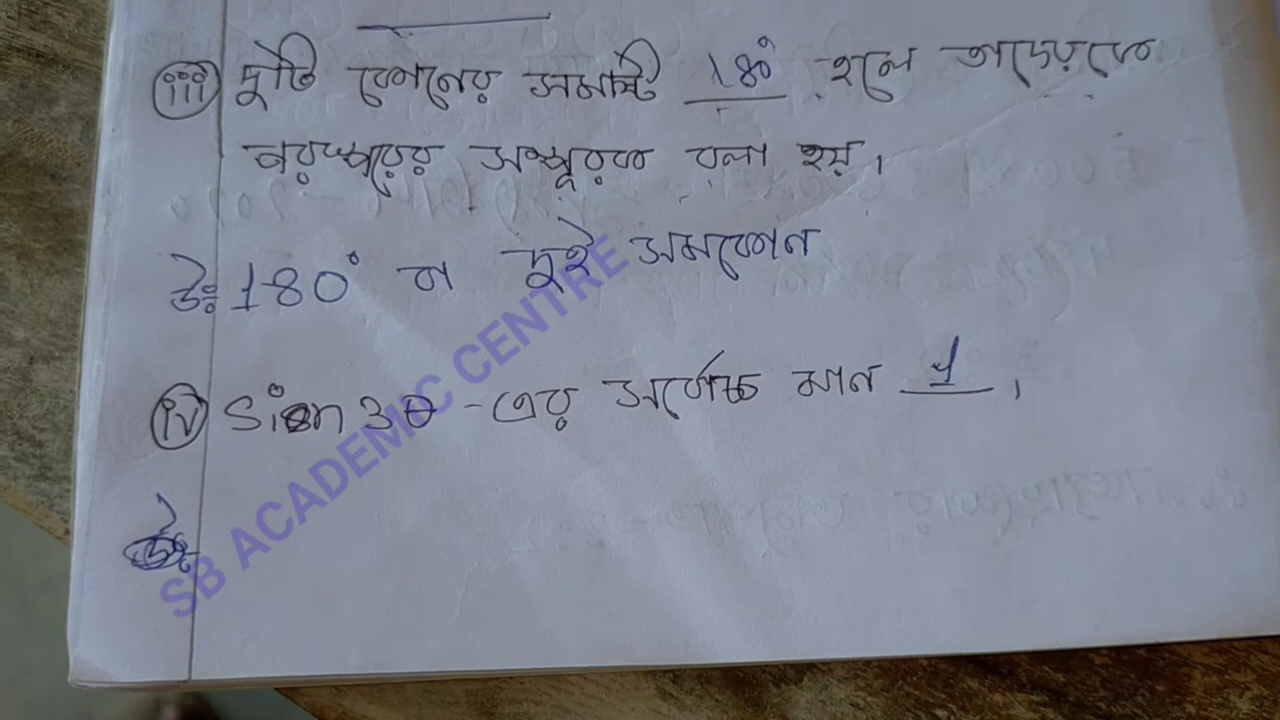 (iii) দুটি কোনের সমষ্টি 180° হলে তাদেরকে
পরস্পরের সম্পূরক বলা হয়।
উঃ 180° বা দুই সমকোন
(iv) Sin 3θ -এর সর্বোচ্চ মান 1 ।
উঃ
SB ACADEMIC CENTRE